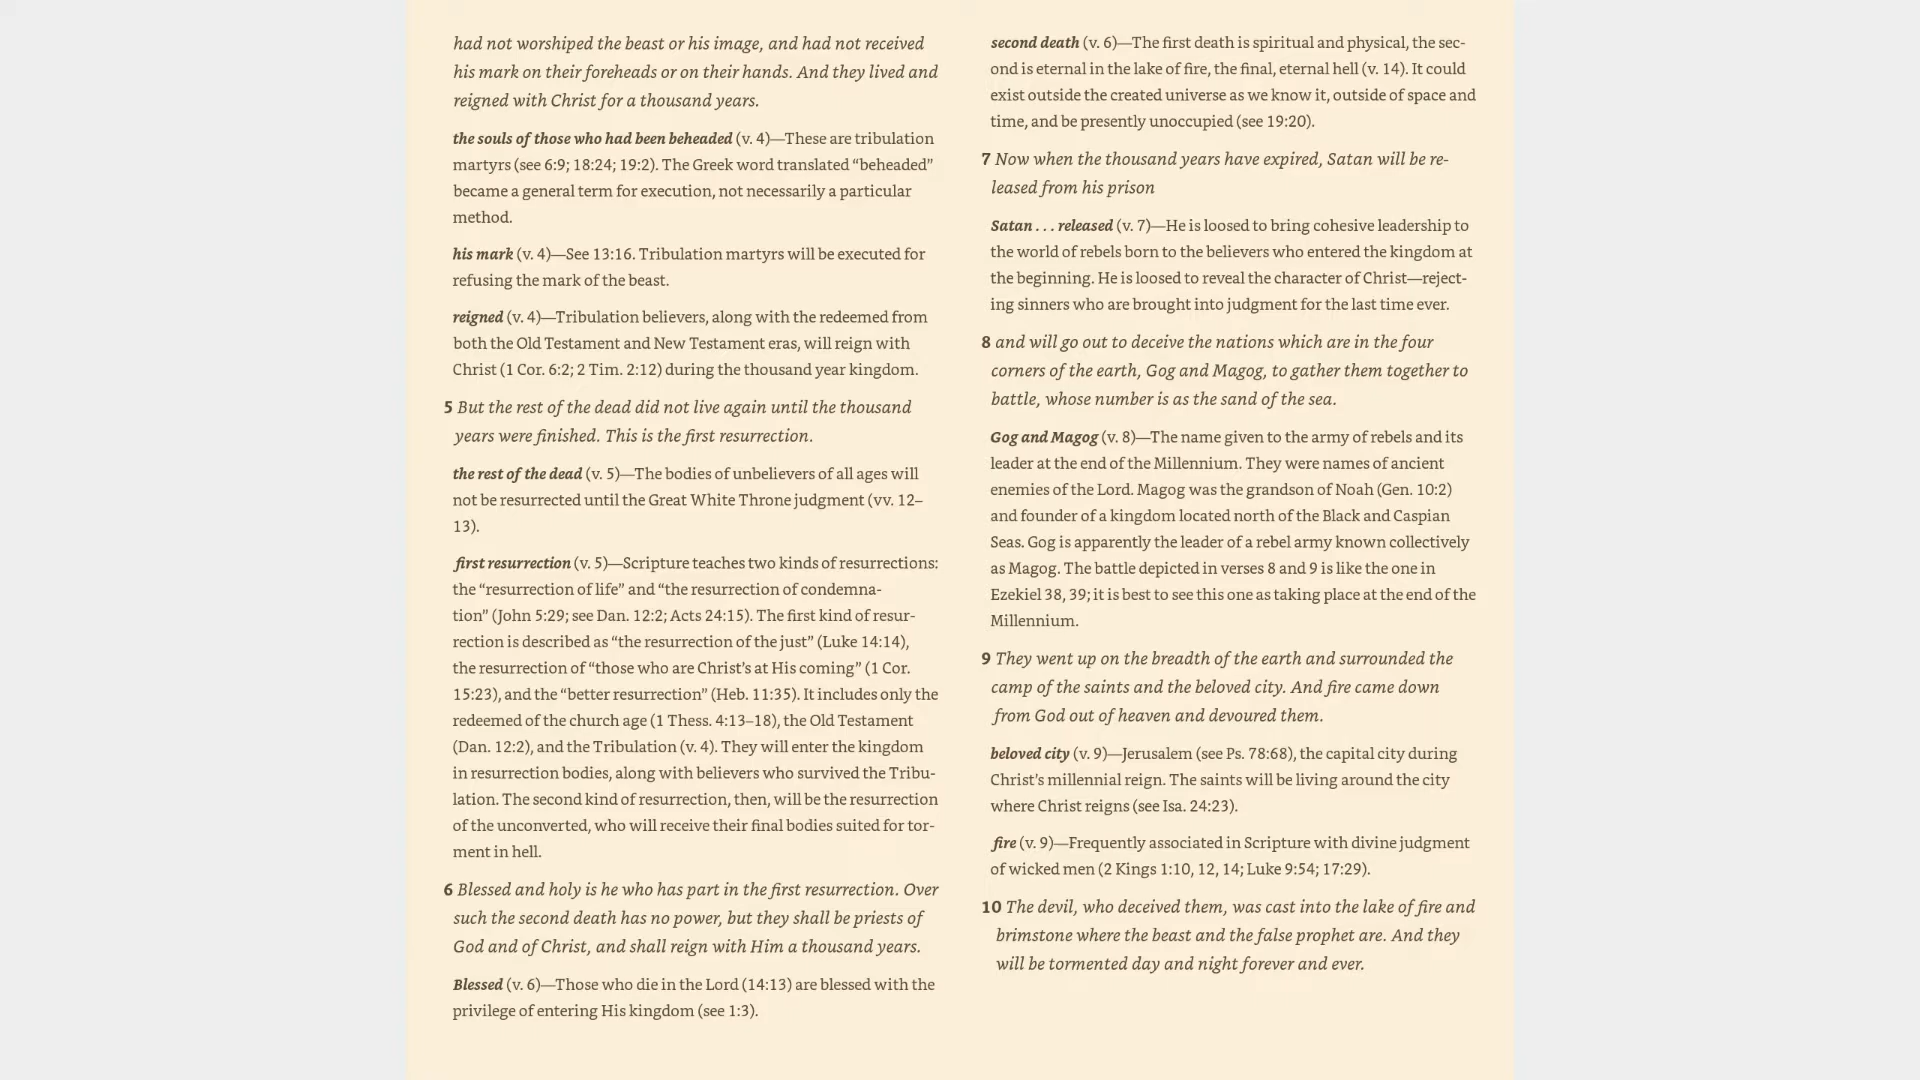 had not worshiped the beast or his image, and had not received
his mark on their foreheads or on their hands. And they lived and
reigned with Christ for a thousand years.
the souls of those who had been beheaded (v. 4)—These are tribulation
martyrs (see 6:9; 18:24; 19:2). The Greek word translated “beheaded”
became a general term for execution, not necessarily a particular
method.
his mark (v. 4)—See 13:16. Tribulation martyrs will be executed for
refusing the mark of the beast.
reigned (v. 4)—Tribulation believers, along with the redeemed from
both the Old Testament and New Testament eras, will reign with
Christ (1 Cor. 6:2; 2 Tim. 2:12) during the thousand year kingdom.
5 But the rest of the dead did not live again until the thousand
years were finished. This is the first resurrection.
the rest of the dead (v. 5)—The bodies of unbelievers of all ages will
not be resurrected until the Great White Throne judgment (vv. 12–
13).
first resurrection (v. 5)—Scripture teaches two kinds of resurrections:
the “resurrection of life” and “the resurrection of condemna-
tion” (John 5:29; see Dan. 12:2; Acts 24:15). The first kind of resur-
rection is described as “the resurrection of the just” (Luke 14:14),
the resurrection of “those who are Christ’s at His coming” (1 Cor.
15:23), and the “better resurrection” (Heb. 11:35). It includes only the
redeemed of the church age (1 Thess. 4:13–18), the Old Testament
(Dan. 12:2), and the Tribulation (v. 4). They will enter the kingdom
in resurrection bodies, along with believers who survived the Tribu-
lation. The second kind of resurrection, then, will be the resurrection
of the unconverted, who will receive their final bodies suited for tor-
ment in hell.
6 Blessed and holy is he who has part in the first resurrection. Over
such the second death has no power, but they shall be priests of
God and of Christ, and shall reign with Him a thousand years.
Blessed (v. 6)—Those who die in the Lord (14:13) are blessed with the
privilege of entering His kingdom (see 1:3).
second death (v. 6)—The first death is spiritual and physical, the sec-
ond is eternal in the lake of fire, the final, eternal hell (v. 14). It could
exist outside the created universe as we know it, outside of space and
time, and be presently unoccupied (see 19:20).
7 Now when the thousand years have expired, Satan will be re-
leased from his prison
Satan . . . released (v. 7)—He is loosed to bring cohesive leadership to
the world of rebels born to the believers who entered the kingdom at
the beginning. He is loosed to reveal the character of Christ—reject-
ing sinners who are brought into judgment for the last time ever.
8 and will go out to deceive the nations which are in the four
corners of the earth, Gog and Magog, to gather them together to
battle, whose number is as the sand of the sea.
Gog and Magog (v. 8)—The name given to the army of rebels and its
leader at the end of the Millennium. They were names of ancient
enemies of the Lord. Magog was the grandson of Noah (Gen. 10:2)
and founder of a kingdom located north of the Black and Caspian
Seas. Gog is apparently the leader of a rebel army known collectively
as Magog. The battle depicted in verses 8 and 9 is like the one in
Ezekiel 38, 39; it is best to see this one as taking place at the end of the
Millennium.
9 They went up on the breadth of the earth and surrounded the
camp of the saints and the beloved city. And fire came down
from God out of heaven and devoured them.
beloved city (v. 9)—Jerusalem (see Ps. 78:68), the capital city during
Christ’s millennial reign. The saints will be living around the city
where Christ reigns (see Isa. 24:23).
fire (v. 9)—Frequently associated in Scripture with divine judgment
of wicked men (2 Kings 1:10, 12, 14; Luke 9:54; 17:29).
10 The devil, who deceived them, was cast into the lake of fire and
brimstone where the beast and the false prophet are. And they
will be tormented day and night forever and ever.